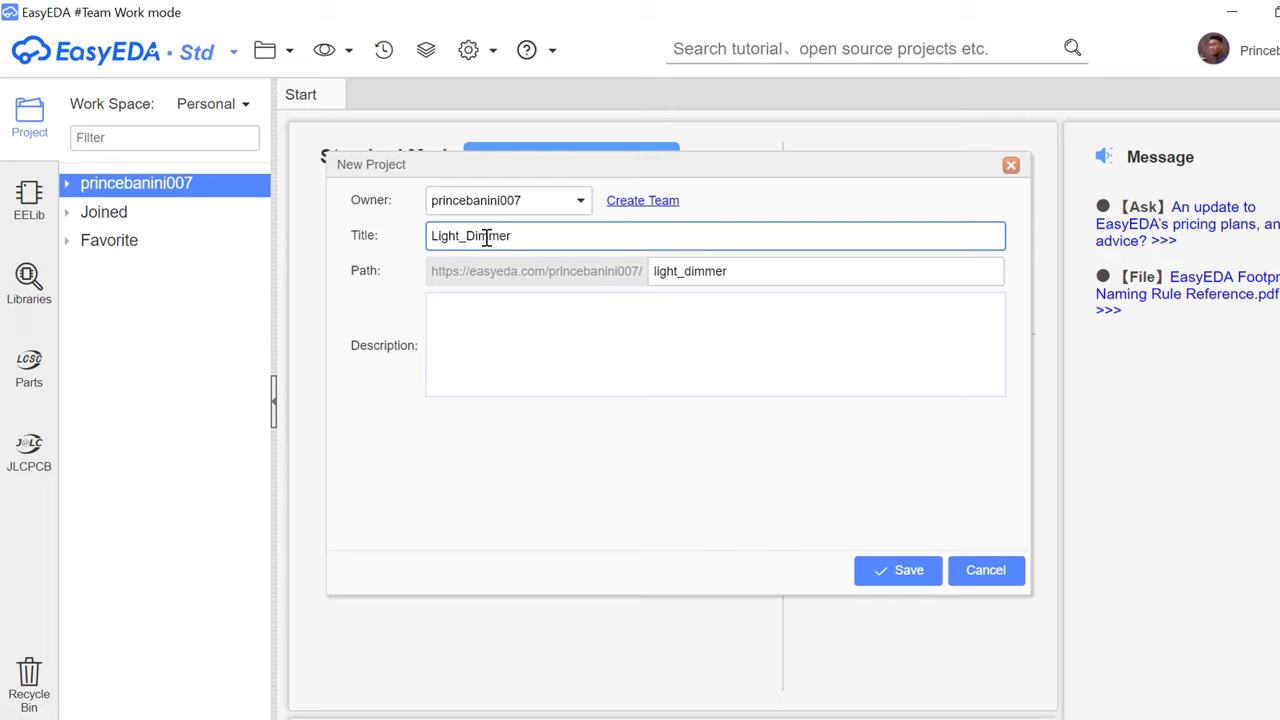 EasyEDA #Team Work mode
EasyEDA · Std
Search tutorial、open source projects etc.
Project
EELib
Libraries
LCSC
Parts
J@LC
JLCPCB
Recycle
Bin
Work Space: Personal
Filter
princebanini007
Joined
Favorite
Start
New Project
Owner: princebanini007 Create Team
Title: Light_Dimmer
Path: https://easyeda.com/princebanini007/ light_dimmer
Description:
Save Cancel
Message
【Ask】An update to
EasyEDA's pricing plans, an
advice? >>>
【File】EasyEDA Footpr
Naming Rule Reference.pdf
>>>